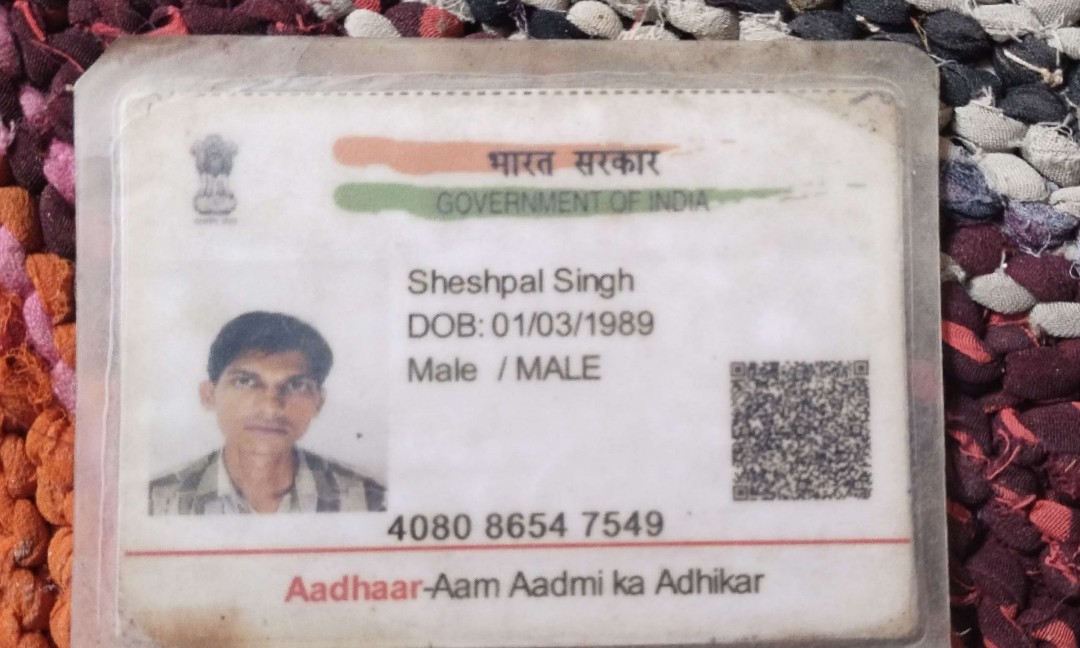 भारत सरकार
GOVERNMENT OF INDIA
Sheshpal Singh
DOB: 01/03/1989
Male / MALE
4080 8654 7549
Aadhaar-Aam Aadmi ka Adhikar